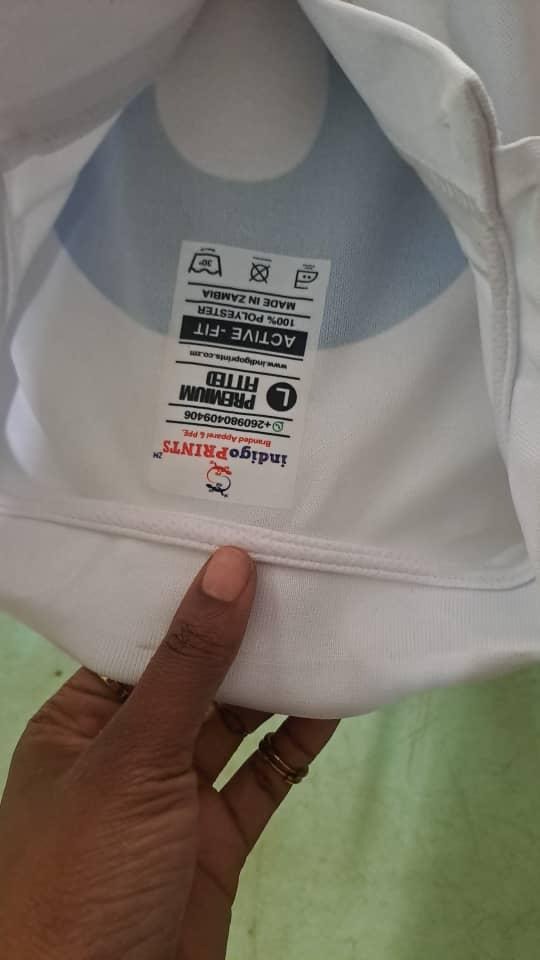 indigoPRINTS ZM
Branded Apparel & PPE.
+260980409406
L PREMIUM
FITTED
www.indigoprints.co.zm
ACTIVE - FIT
100% POLYESTER
MADE IN ZAMBIA
30°